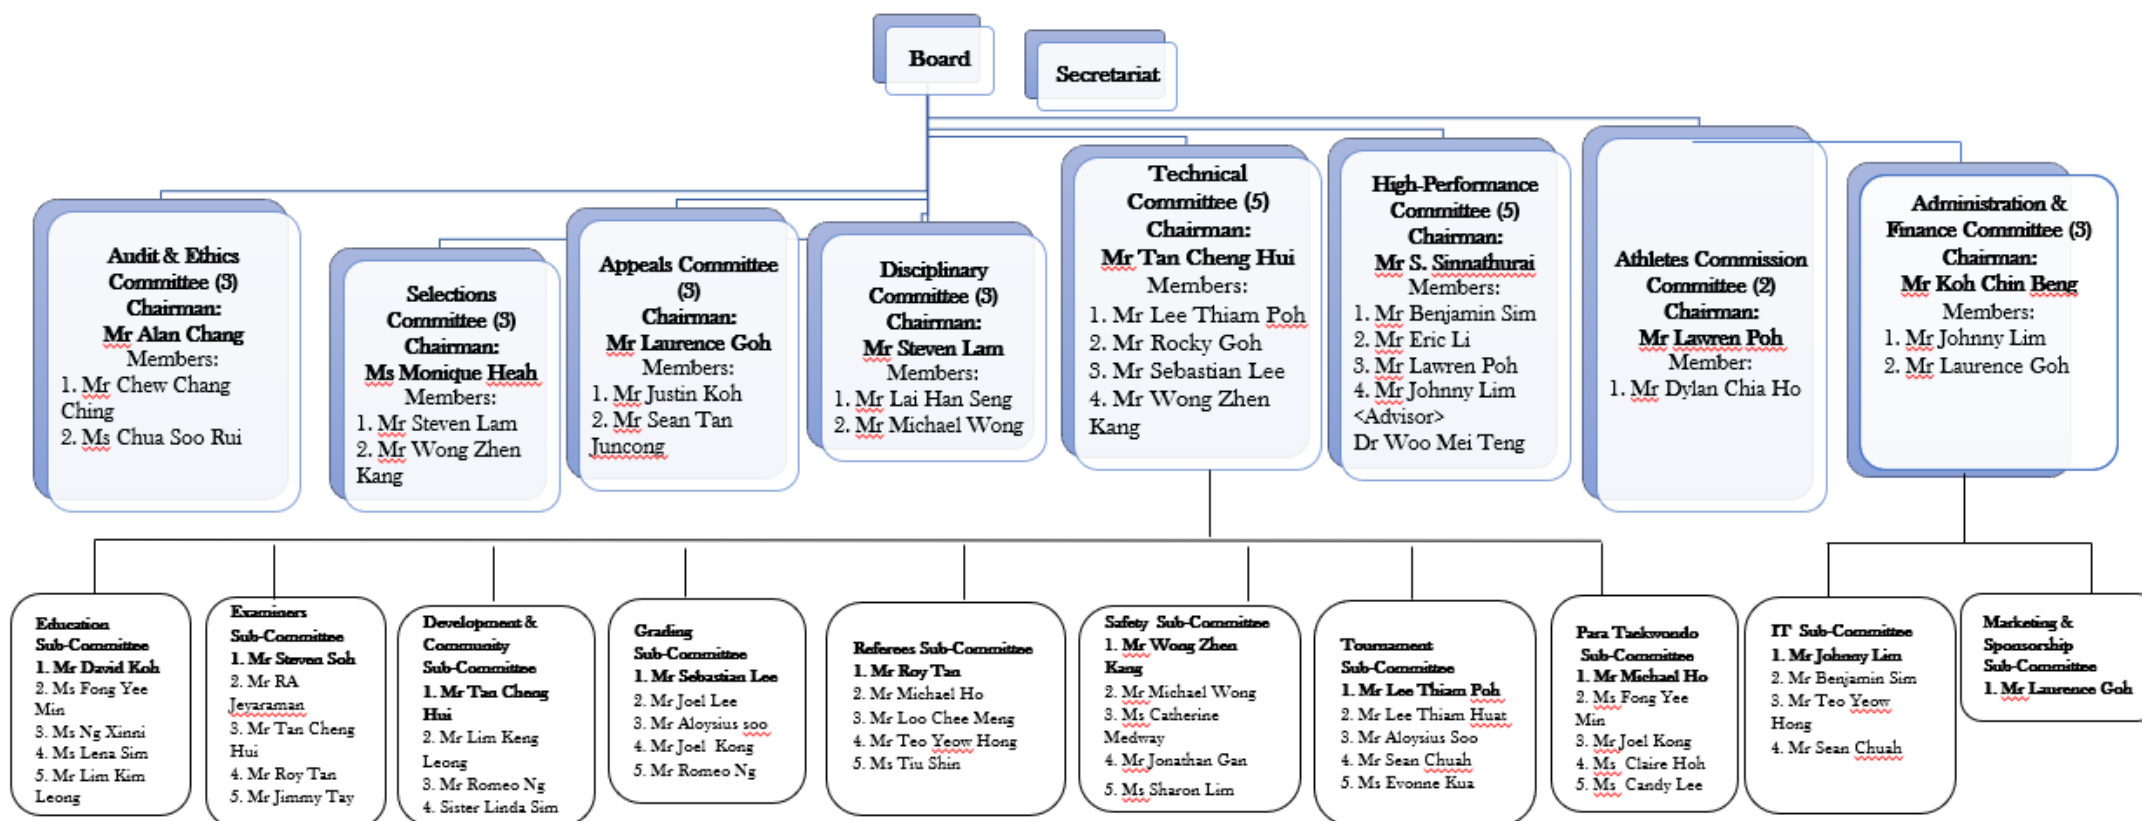 Board
Secretariat
Audit & Ethics
Committee (3)
Chairman:
Mr Alan Chang
Members:
1. Mr Chew Chang
Ching
2. Ms Chua Soo Rui
Selections
Committee (3)
Chairman:
Ms Monique Heah
Members:
1. Mr Steven Lam
2. Mr Wong Zhen
Kang
Appeals Committee
(3)
Chairman:
Mr Laurence Goh
Members:
1. Mr Justin Koh
2. Mr Sean Tan
Juncong
Disciplinary
Committee (3)
Chairman:
Mr Steven Lam
Members:
1. Mr Lai Han Seng
2. Mr Michael Wong
Technical
Committee (5)
Chairman:
Mr Tan Cheng Hui
Members:
1. Mr Lee Thiam Poh
2. Mr Rocky Goh
3. Mr Sebastian Lee
4. Mr Wong Zhen
Kang
High-Performance
Committee (5)
Chairman:
Mr S. Sinnathurai
Members:
1. Mr Benjamin Sim
2. Mr Eric Li
3. Mr Lawren Poh
4. Mr Johnny Lim
<Advisor>
Dr Woo Mei Teng
Athletes Commission
Committee (2)
Chairman:
Mr Lawren Poh
Member:
1. Mr Dylan Chia Ho
Administration &
Finance Committee (3)
Chairman:
Mr Koh Chin Beng
Members:
1. Mr Johnny Lim
2. Mr Laurence Goh
Education
Sub-Committee
1. Mr David Koh
2. Ms Fong Yee
Min
3. Ms Ng Xinni
4. Ms Lena Sim
5. Mr Lim Kim
Leong
Examiners
Sub-Committee
1. Mr Steven Soh
2. Mr RA
Jeyaraman
3. Mr Tan Cheng
Hui
4. Mr Roy Tan
5. Mr Jimmy Tay
Development &
Community
Sub-Committee
1. Mr Tan Cheng
Hui
2. Mr Lim Keng
Leong
3. Mr Romeo Ng
4. Sister Linda Sim
Grading
Sub-Committee
1. Mr Sebastian Lee
2. Mr Joel Lee
3. Mr Aloysius soo
4. Mr Joel Kong
5. Mr Romeo Ng
Referees Sub-Committee
1. Mr Roy Tan
2. Mr Michael Ho
3. Mr Loo Chee Meng
4. Mr Teo Yeow Hong
5. Ms Tiu Shin
Safety Sub-Committee
1. Mr Wong Zhen
Kang
2. Mr Michael Wong
3. Ms Catherine
Medway
4. Mr Jonathan Gan
5. Ms Sharon Lim
Tournament
Sub-Committee
1. Mr Lee Thiam Poh
2. Mr Lee Thiam Huat
3. Mr Aloysius Soo
4. Mr Sean Chuah
5. Ms Evonne Kua
Para Taekwondo
Sub-Committee
1. Mr Michael Ho
2. Ms Fong Yee
Min
3. Mr Joel Kong
4. Ms Claire Hoh
5. Ms Candy Lee
IT Sub-Committee
1. Mr Johnny Lim
2. Mr Benjamin Sim
3. Mr Teo Yeow
Hong
4. Mr Sean Chuah
Marketing &
Sponsorship
Sub-Committee
1. Mr Laurence Goh